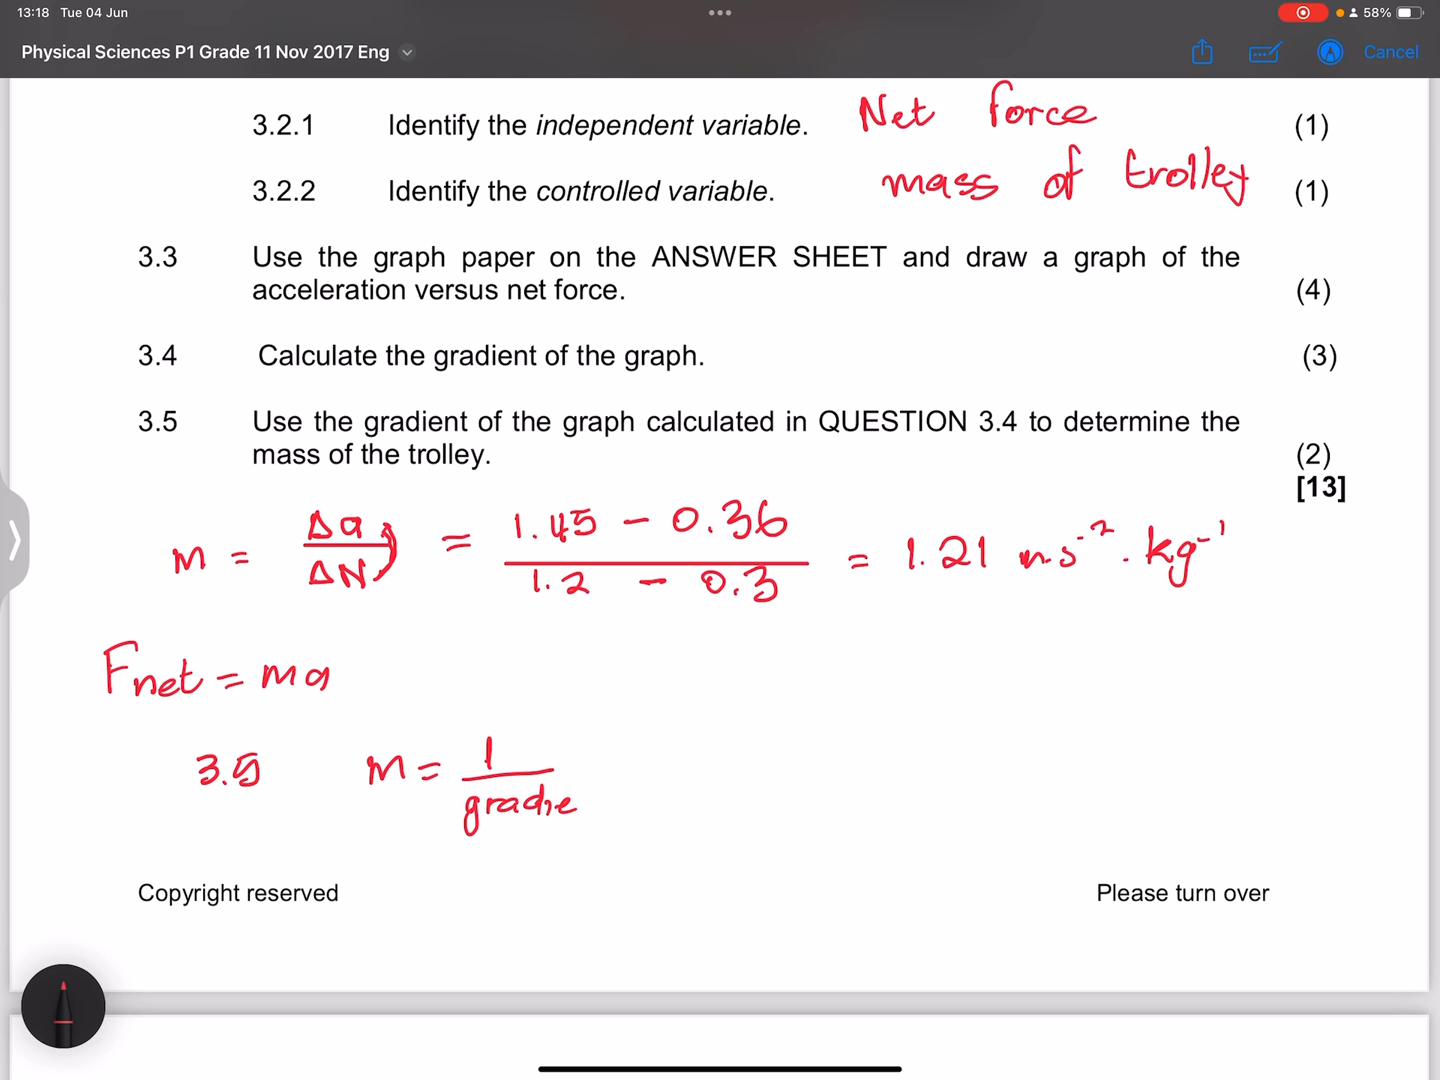 13:18 Tue 04 Jun
58%
Physical Sciences P1 Grade 11 Nov 2017 Eng
Cancel
3.2.1 Identify the independent variable. Net force (1)
3.2.2 Identify the controlled variable. mass of trolley (1)
3.3 Use the graph paper on the ANSWER SHEET and draw a graph of the
acceleration versus net force. (4)
3.4 Calculate the gradient of the graph. (3)
3.5 Use the gradient of the graph calculated in QUESTION 3.4 to determine the
mass of the trolley. (2)
[13]
m = Δa/ΔN = (1.45 - 0.36)/(1.2 - 0.3) = 1.21 m·s⁻² · kg⁻¹
Fnet = ma
3.5 m = 1/gradie
Copyright reserved Please turn over